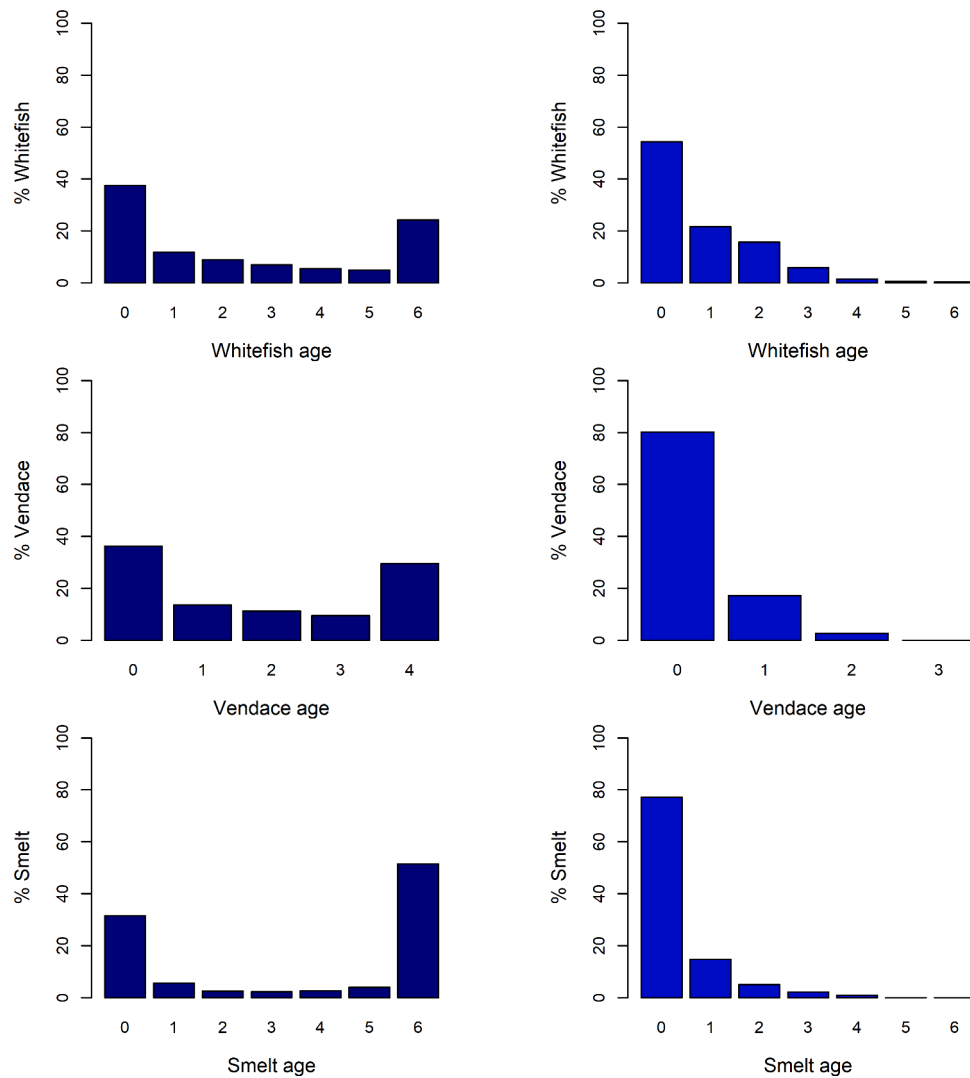 % Whitefish
0 20 40 60 80 100
0 1 2 3 4 5 6
Whitefish age
% Whitefish
0 20 40 60 80 100
0 1 2 3 4 5 6
Whitefish age
% Vendace
0 20 40 60 80 100
0 1 2 3 4
Vendace age
% Vendace
0 20 40 60 80 100
0 1 2 3
Vendace age
% Smelt
0 20 40 60 80 100
0 1 2 3 4 5 6
Smelt age
% Smelt
0 20 40 60 80 100
0 1 2 3 4 5 6
Smelt age